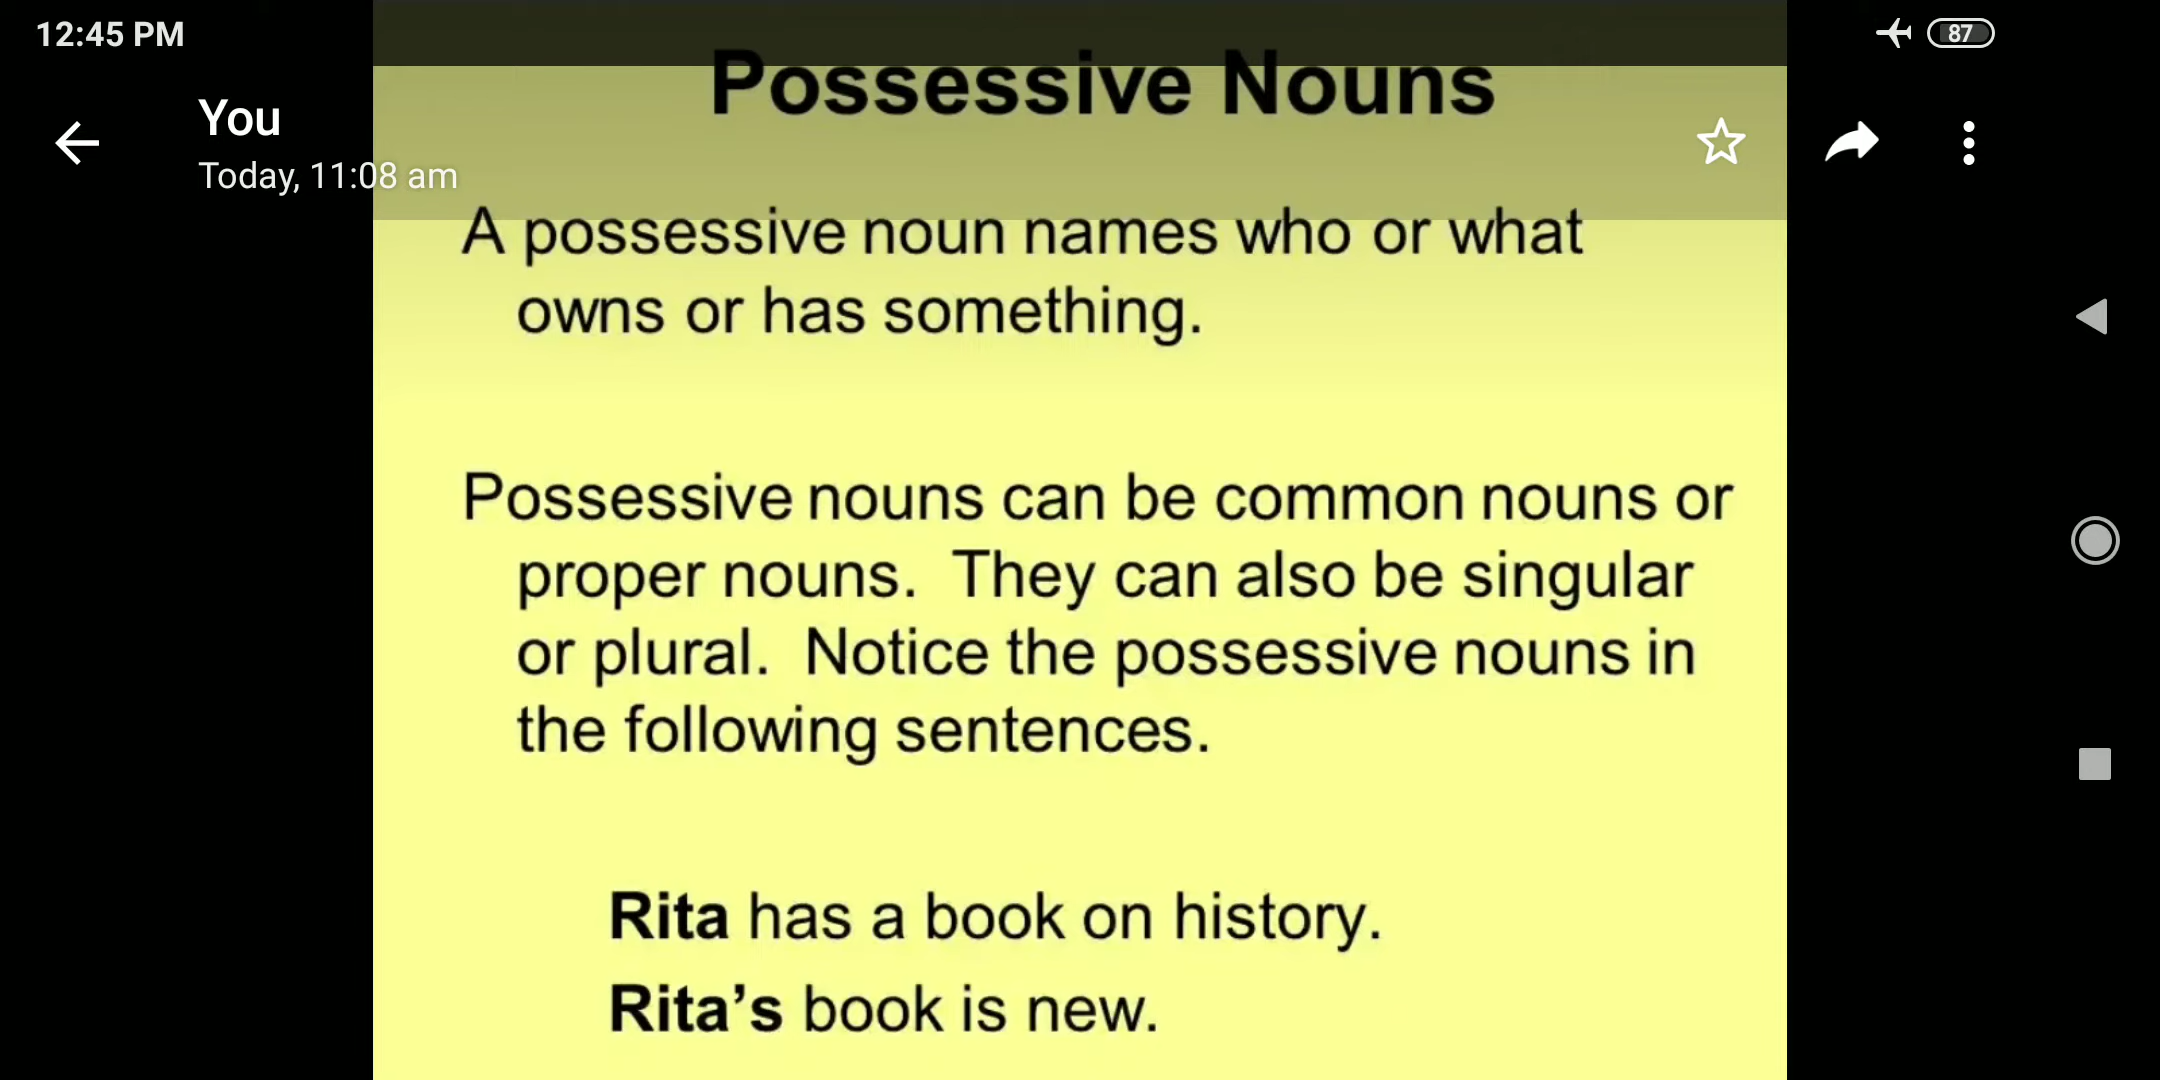 12:45 PM
87
Possessive Nouns
You
Today, 11:08 am
A possessive noun names who or what
owns or has something.
Possessive nouns can be common nouns or
proper nouns. They can also be singular
or plural. Notice the possessive nouns in
the following sentences.
Rita has a book on history.
Rita’s book is new.